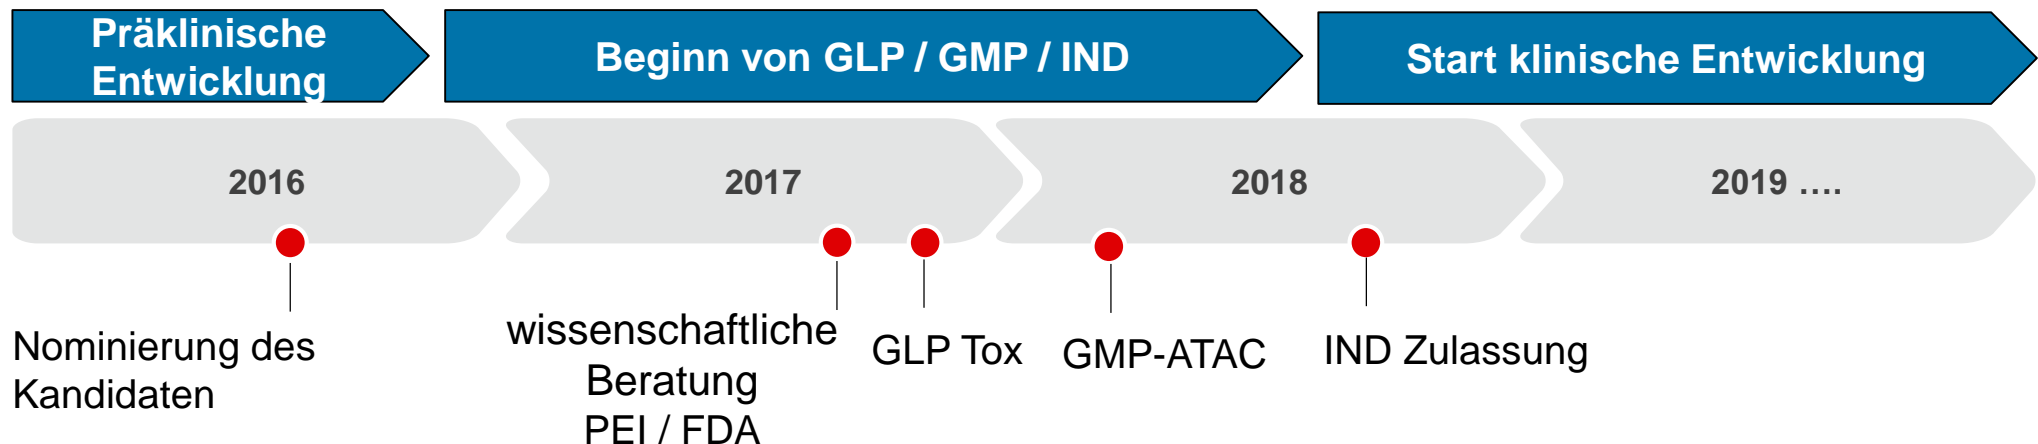 Präklinische
Entwicklung
Beginn von GLP / GMP / IND
Start klinische Entwicklung
2016
2017
2018
2019 ....
Nominierung des
Kandidaten
wissenschaftliche
Beratung
PEI / FDA
GLP Tox
GMP-ATAC
IND Zulassung